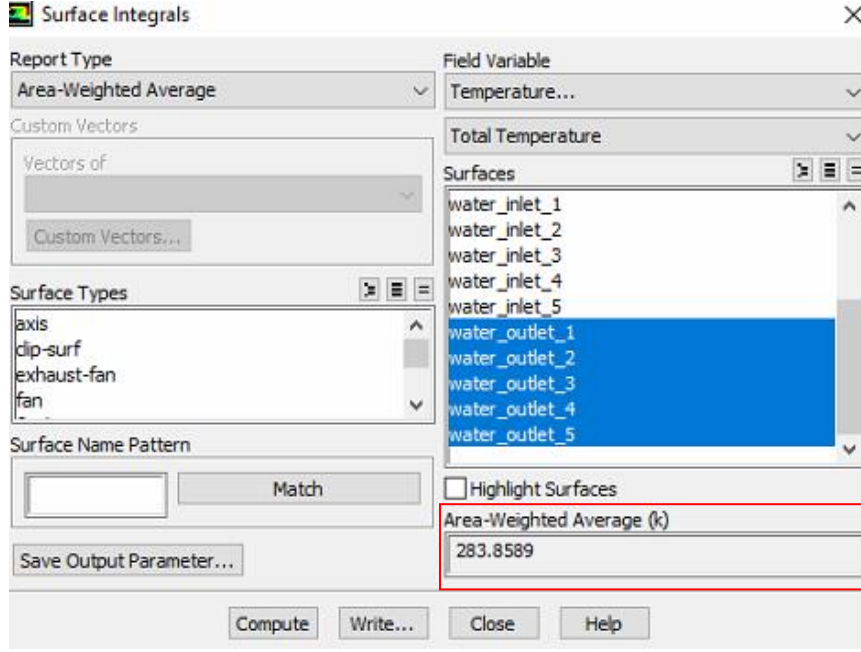 Surface Integrals
Report Type
Area-Weighted Average
Custom Vectors
Vectors of
Custom Vectors...
Surface Types
axis
clip-surf
exhaust-fan
fan
Surface Name Pattern
Match
Save Output Parameter...
Field Variable
Temperature...
Total Temperature
Surfaces
water_inlet_1
water_inlet_2
water_inlet_3
water_inlet_4
water_inlet_5
water_outlet_1
water_outlet_2
water_outlet_3
water_outlet_4
water_outlet_5
Highlight Surfaces
Area-Weighted Average (k)
283.8589
Compute
Write...
Close
Help